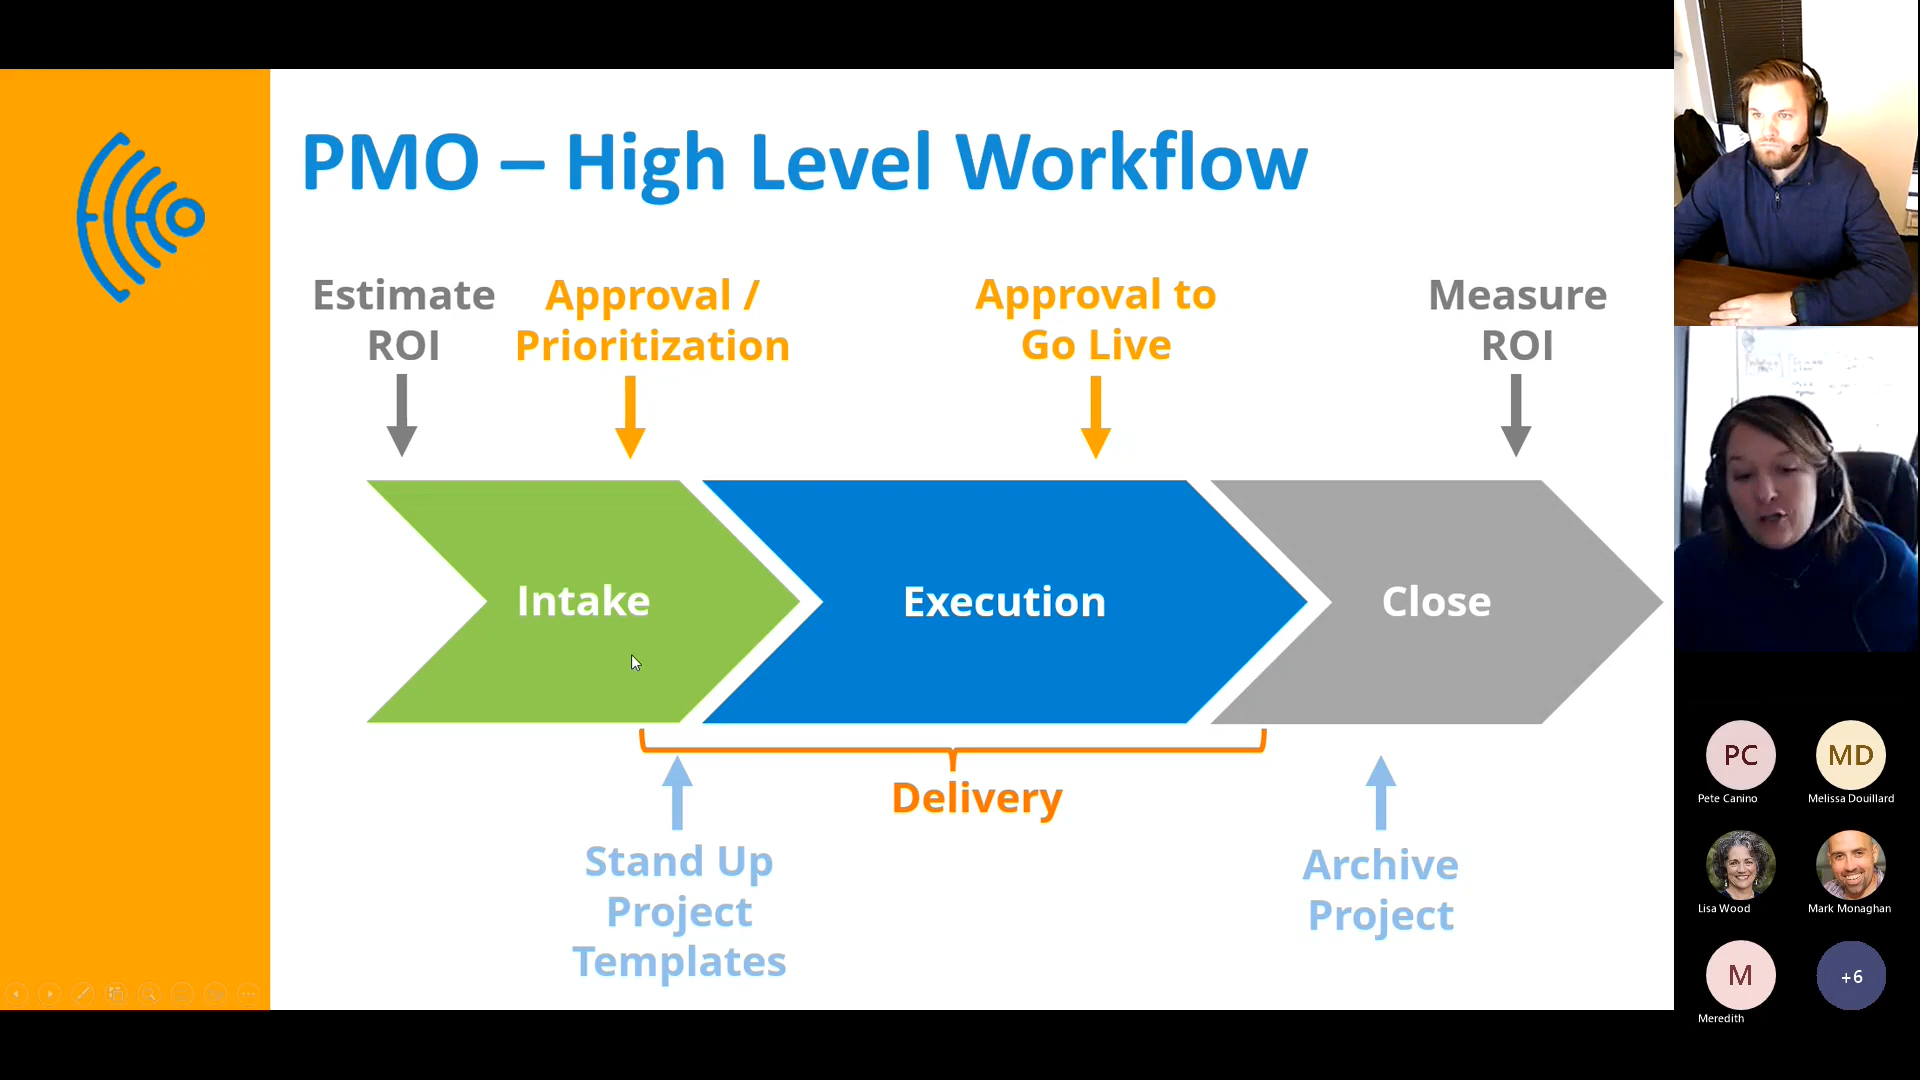 ECHO
PMO – High Level Workflow
Estimate
ROI
Approval /
Prioritization
Approval to
Go Live
Measure
ROI
Intake
Execution
Close
Delivery
Stand Up
Project
Templates
Archive
Project
PC
Pete Canino
MD
Melissa Douillard
Lisa Wood
Mark Monaghan
M
Meredith
+6